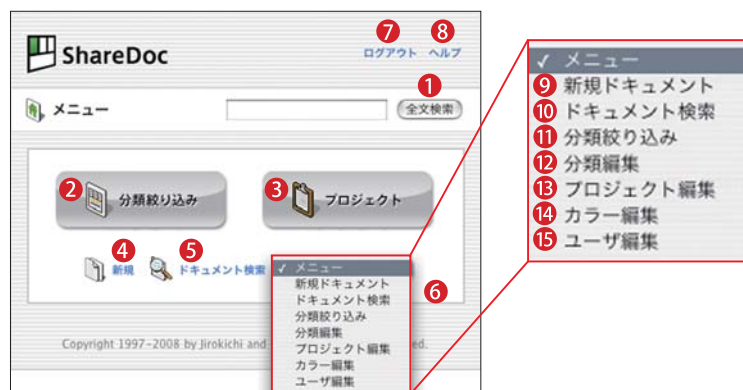 7 8
ShareDoc
ログアウト ヘルプ
1
メニュー 全文検索
2 分類絞り込み 3 プロジェクト
4 5
新規 ドキュメント検索
✓ メニュー
新規ドキュメント
ドキュメント検索
分類絞り込み
分類編集
プロジェクト編集
カラー編集
ユーザ編集
6
Copyright 1997-2008 by Jirokichi and ed.
✓ メニュー
9 新規ドキュメント
10 ドキュメント検索
11 分類絞り込み
12 分類編集
13 プロジェクト編集
14 カラー編集
15 ユーザ編集